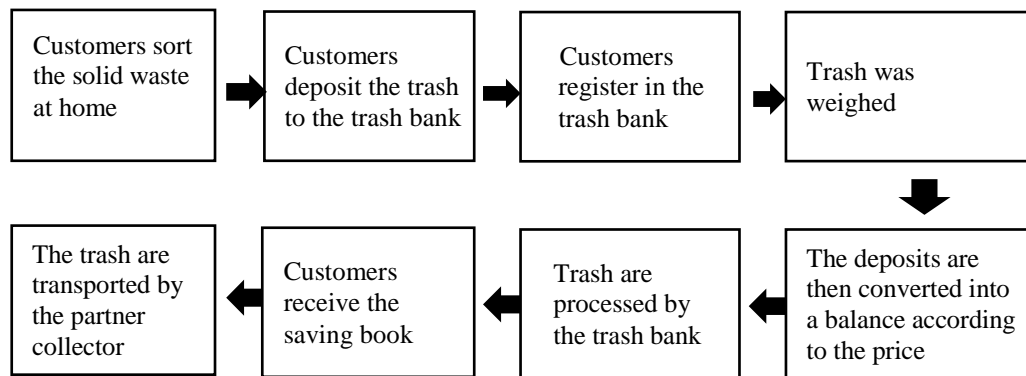 Customers sort
the solid waste
at home
Customers
deposit the trash
to the trash bank
Customers
register in the
trash bank
Trash was
weighed
The deposits are
then converted into
a balance according
to the price
Trash are
processed by
the trash bank
Customers
receive the
saving book
The trash are
transported by
the partner
collector